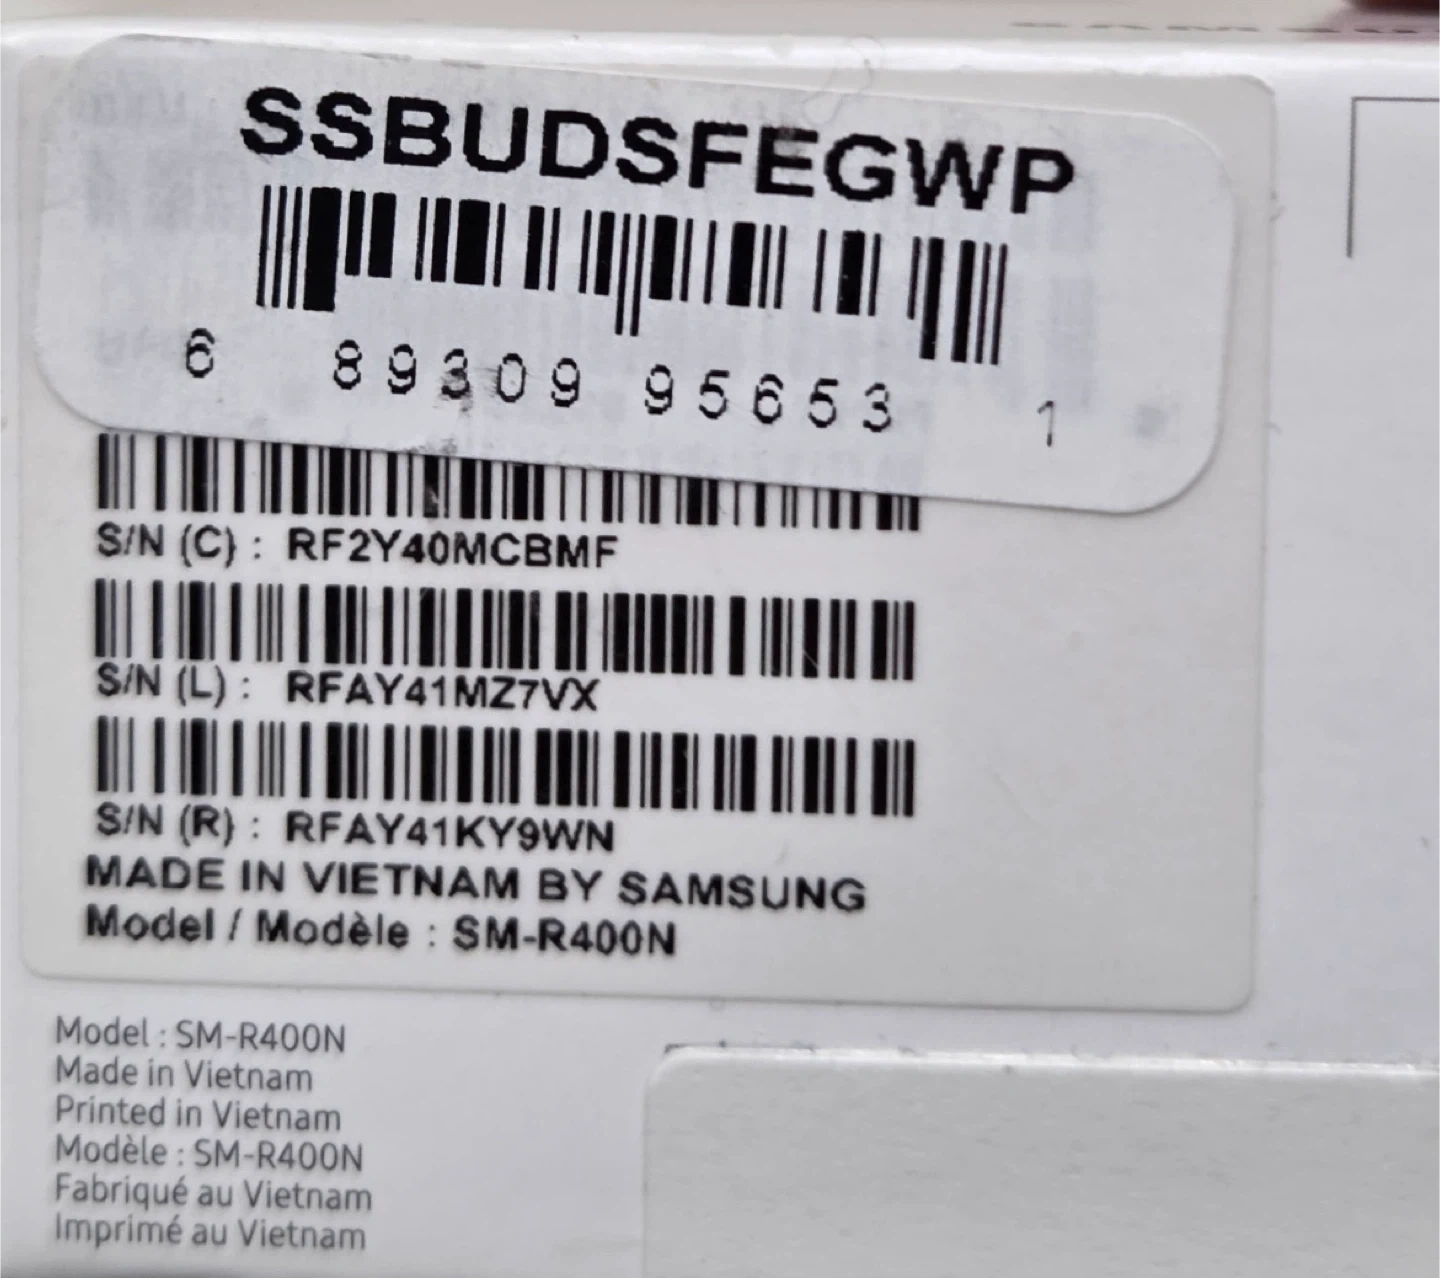 SSBUDSFEGWP
6 89309 95653 1
S/N (C) : RF2Y40MCBMF
S/N (L) : RFAY41MZ7VX
S/N (R) : RFAY41KY9WN
MADE IN VIETNAM BY SAMSUNG
Model / Modèle : SM-R400N
Model : SM-R400N
Made in Vietnam
Printed in Vietnam
Modèle : SM-R400N
Fabriqué au Vietnam
Imprimé au Vietnam